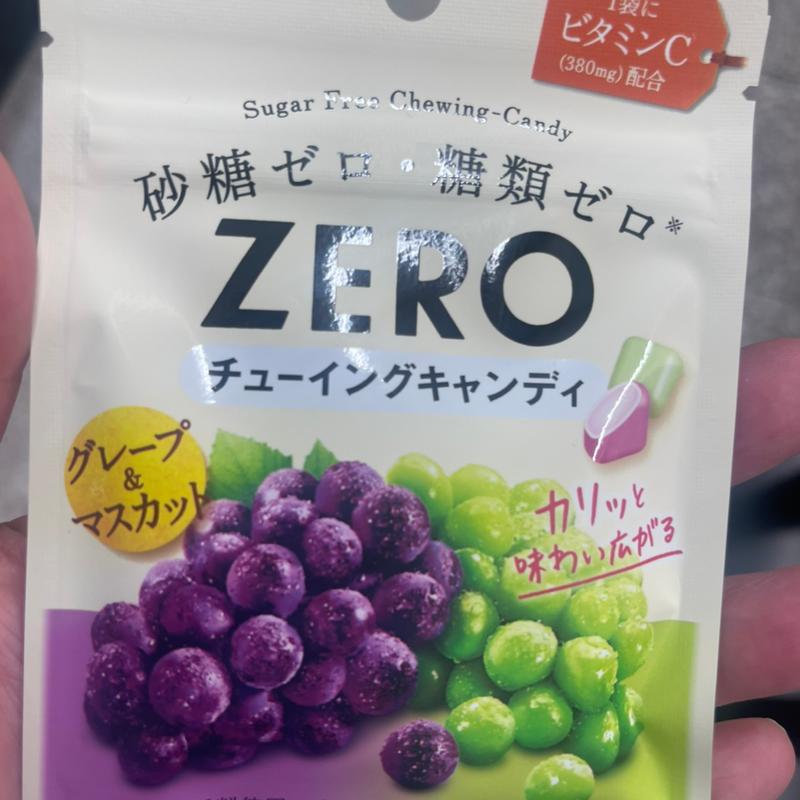 1袋に
ビタミンC
(380mg)配合
Sugar Free Chewing-Candy
砂糖ゼロ・糖類ゼロ※
ZERO
チューイングキャンディ
グレープ
&
マスカット
カリッと
味わい広がる